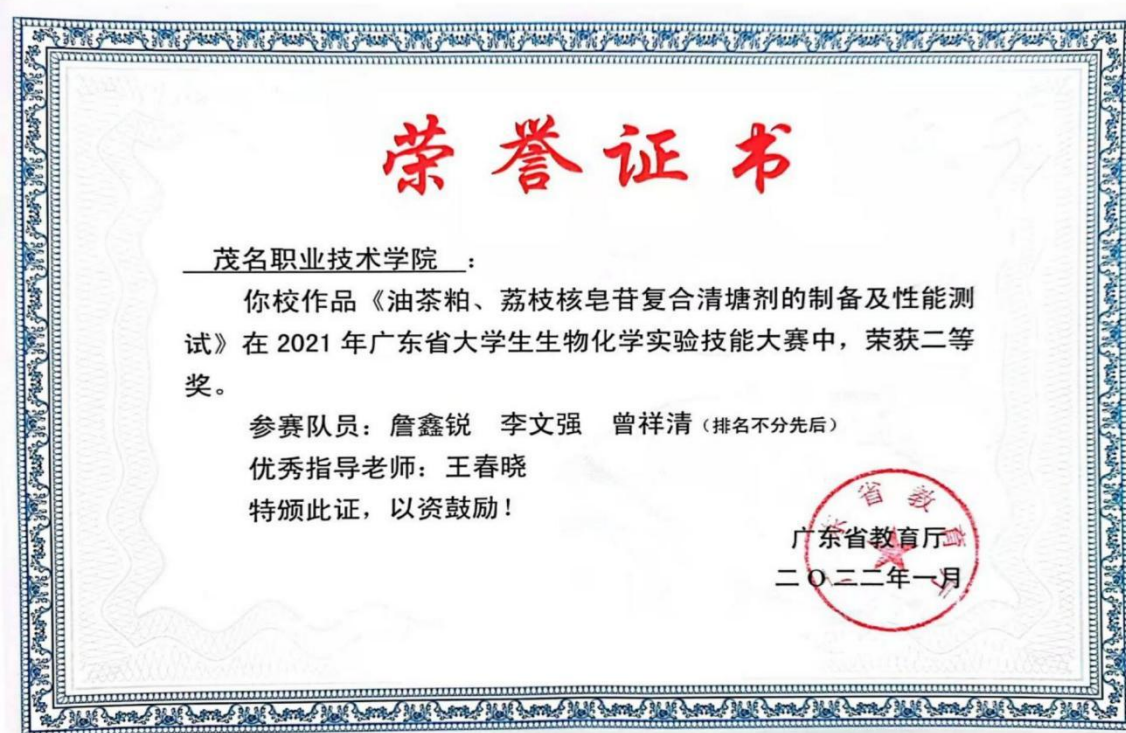 荣誉证书
茂名职业技术学院 :
你校作品《油茶粕、荔枝核皂苷复合清塘剂的制备及性能测
试》在 2021 年广东省大学生生物化学实验技能大赛中，荣获二等
奖。
参赛队员：詹鑫锐 李文强 曾祥清（排名不分先后）
优秀指导老师：王春晓
特颁此证，以资鼓励！
省教育厅
广东省教育厅
二〇二二年一月